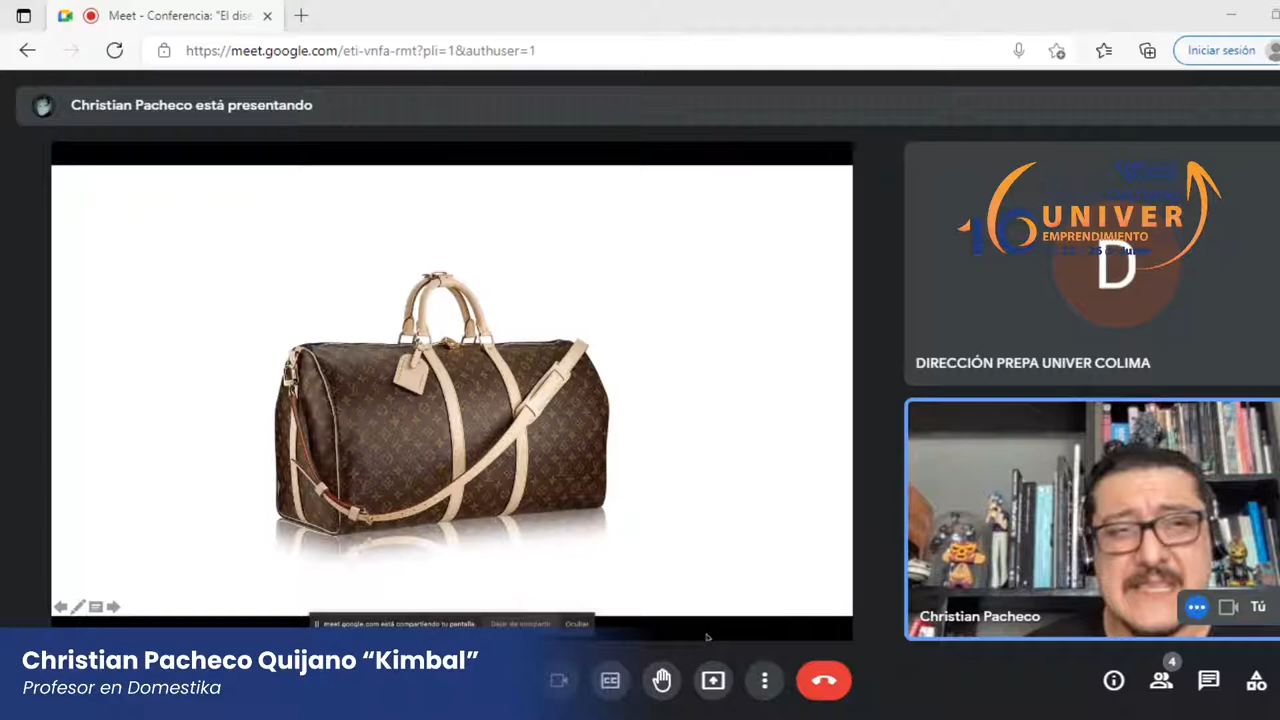 Meet - Conferencia: "El dise
https://meet.google.com/eti-vnfa-rmt?pli=1&authuser=1
Iniciar sesión
Christian Pacheco está presentando
UNIVER
EMPRENDIMIENTO
D
DIRECCIÓN PREPA UNIVER COLIMA
Christian Pacheco
Tú
meet.google.com está compartiendo tu pantalla.
Dejar de compartir
Ocultar
Christian Pacheco Quijano “Kimbal”
Profesor en Domestika
4